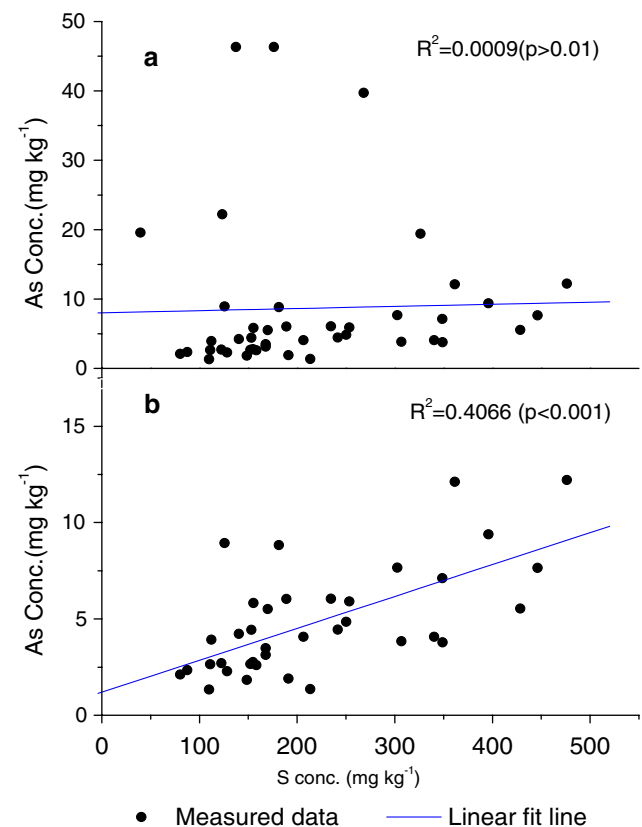 50
a
R²=0.0009(p>0.01)
40
30
20
10
0
As Conc.(mg kg⁻¹)
b
R²=0.4066 (p<0.001)
15
10
5
0
As Conc.(mg kg⁻¹)
0 100 200 300 400 500
S conc. (mg kg⁻¹)
Measured data
Linear fit line